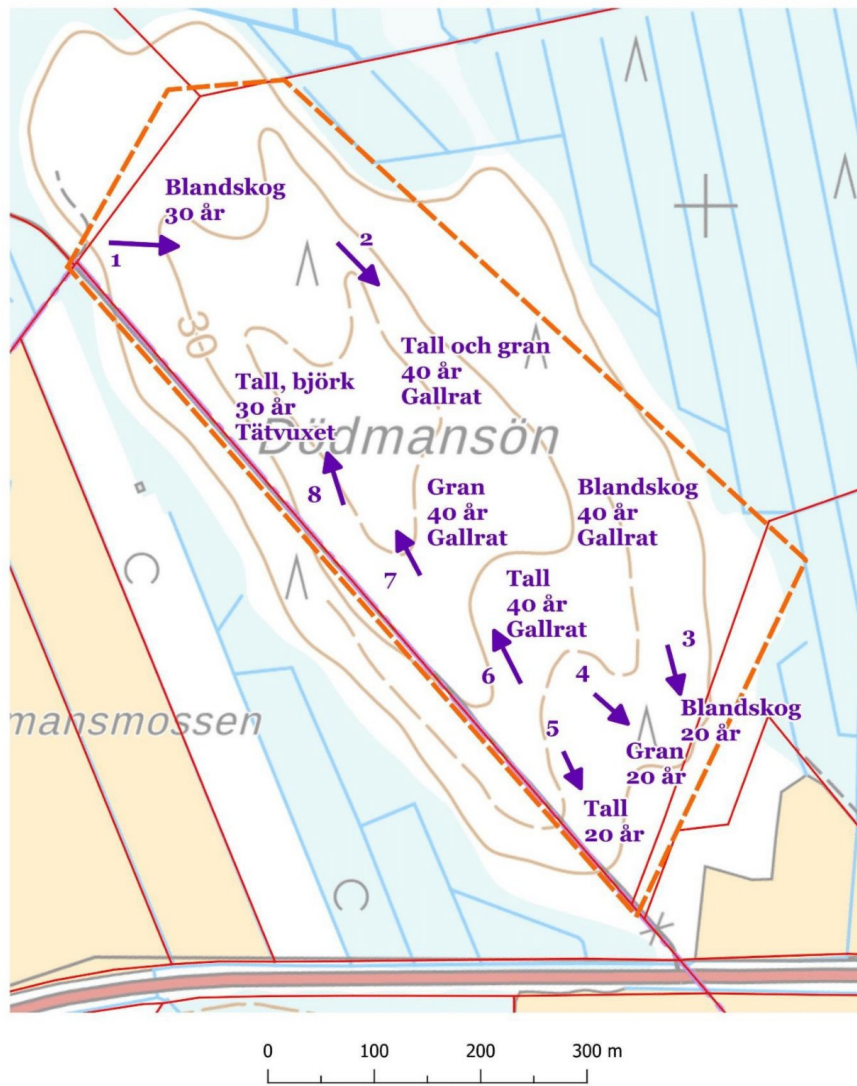 Blandskog
30 år
1
2
30
Tall och gran
40 år
Gallrat
Tall, björk
30 år
Tätvuxet
Dödmansön
8
Gran
40 år
Gallrat
Blandskog
40 år
Gallrat
7
Tall
40 år
Gallrat
6
3
4
Blandskog
20 år
mansmossen
5
Gran
20 år
Tall
20 år
0 100 200 300 m